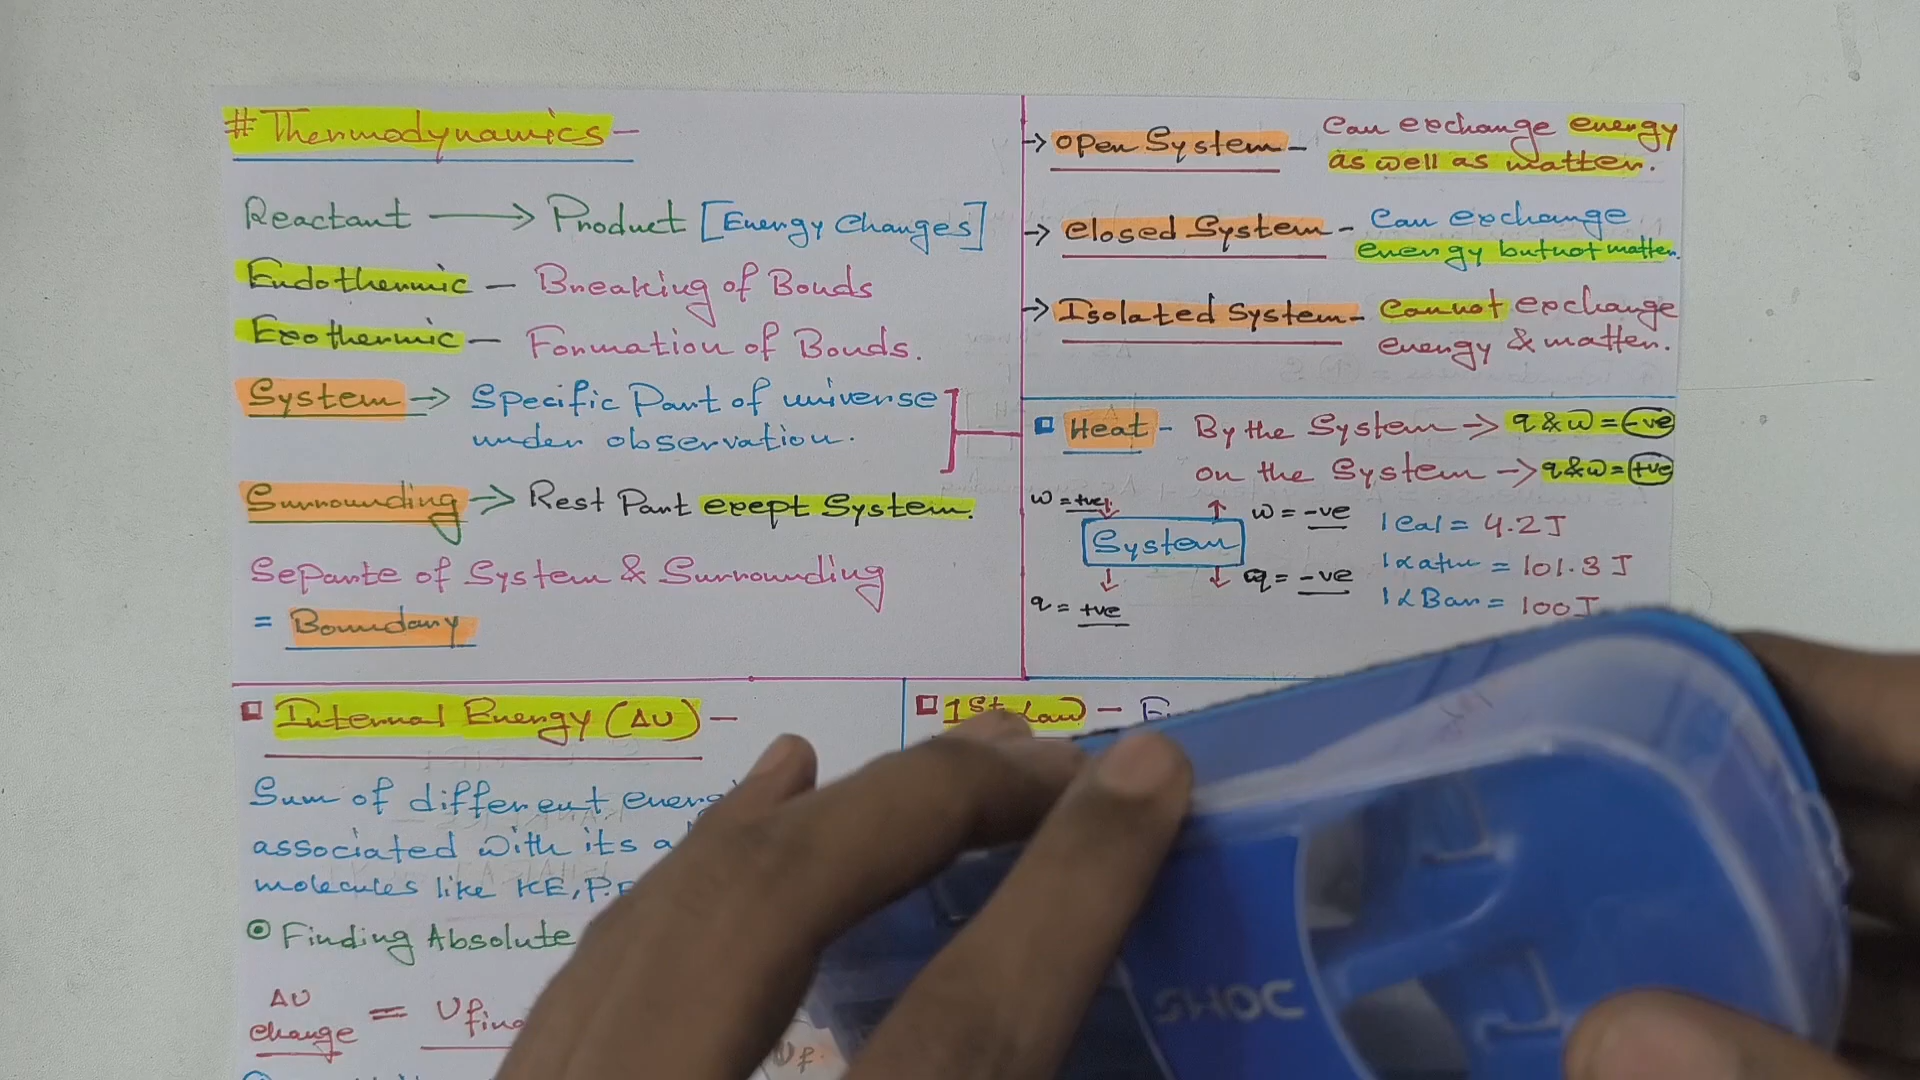 # Thermodynamics -
Reactant → Product [Energy Changes]
Endothermic - Breaking of Bonds
Exothermic - Formation of Bonds.
System → Specific Part of universe
under observation.
Surrounding → Rest Part exept System.
Separate of System & Surrounding
= Boundary
→ Open System - Can exchange energy
as well as matter.
→ closed System - Can exchange
energy but not matter.
→ Isolated System - Cannot exchange
energy & matter.
Heat - By the System → q & w = -ve
on the System → q & w = +ve
w = +ve
w = -ve
System
q = +ve
q = -ve
1 Cal = 4.2 J
1 L atm = 101.3 J
1 L Bar = 100 J
Internal Energy (ΔU) -
Sum of different
associated with its
molecules like KE,
Finding Absolute
ΔU
change =
1st Law -